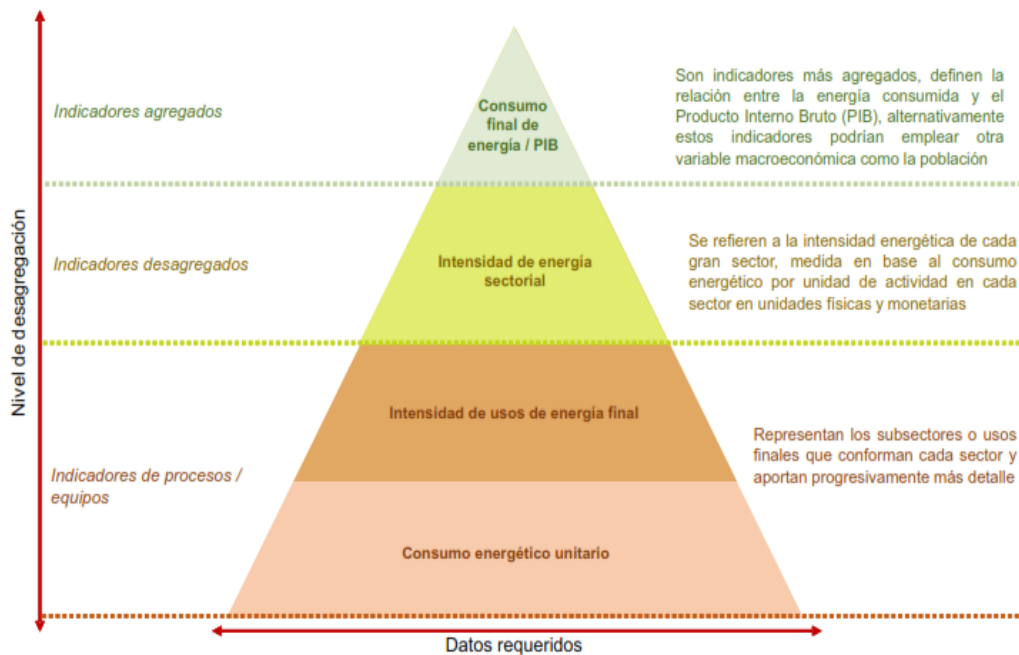 Nivel de desagregación
Indicadores agregados
Consumo
final de
energía / PIB
Son indicadores más agregados, definen la
relación entre la energía consumida y el
Producto Interno Bruto (PIB), alternativamente
estos indicadores podrían emplear otra
variable macroeconómica como la población
Indicadores desagregados
Intensidad de energía
sectorial
Se refieren a la intensidad energética de cada
gran sector, medida en base al consumo
energético por unidad de actividad en cada
sector en unidades físicas y monetarias
Indicadores de procesos /
equipos
Intensidad de usos de energía final
Consumo energético unitario
Representan los subsectores o usos
finales que conforman cada sector y
aportan progresivamente más detalle
Datos requeridos